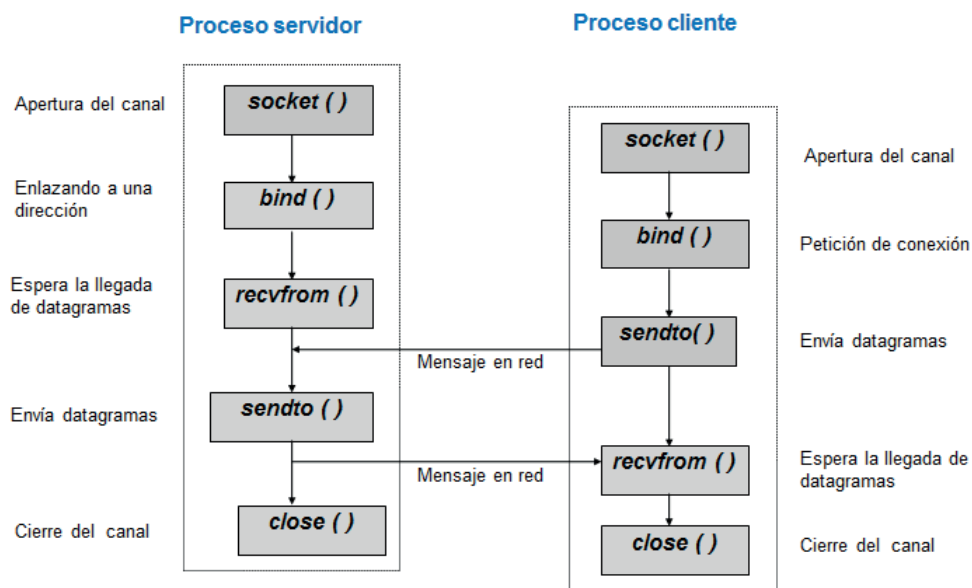 Proceso servidor
Proceso cliente
Apertura del canal
socket ( )
Enlazando a una
dirección
bind ( )
Espera la llegada
de datagramas
recvfrom ( )
Mensaje en red
Envía datagramas
sendto ( )
Mensaje en red
Cierre del canal
close ( )
socket ( )
Apertura del canal
bind ( )
Petición de conexión
sendto( )
Envía datagramas
recvfrom ( )
Espera la llegada de
datagramas
close ( )
Cierre del canal